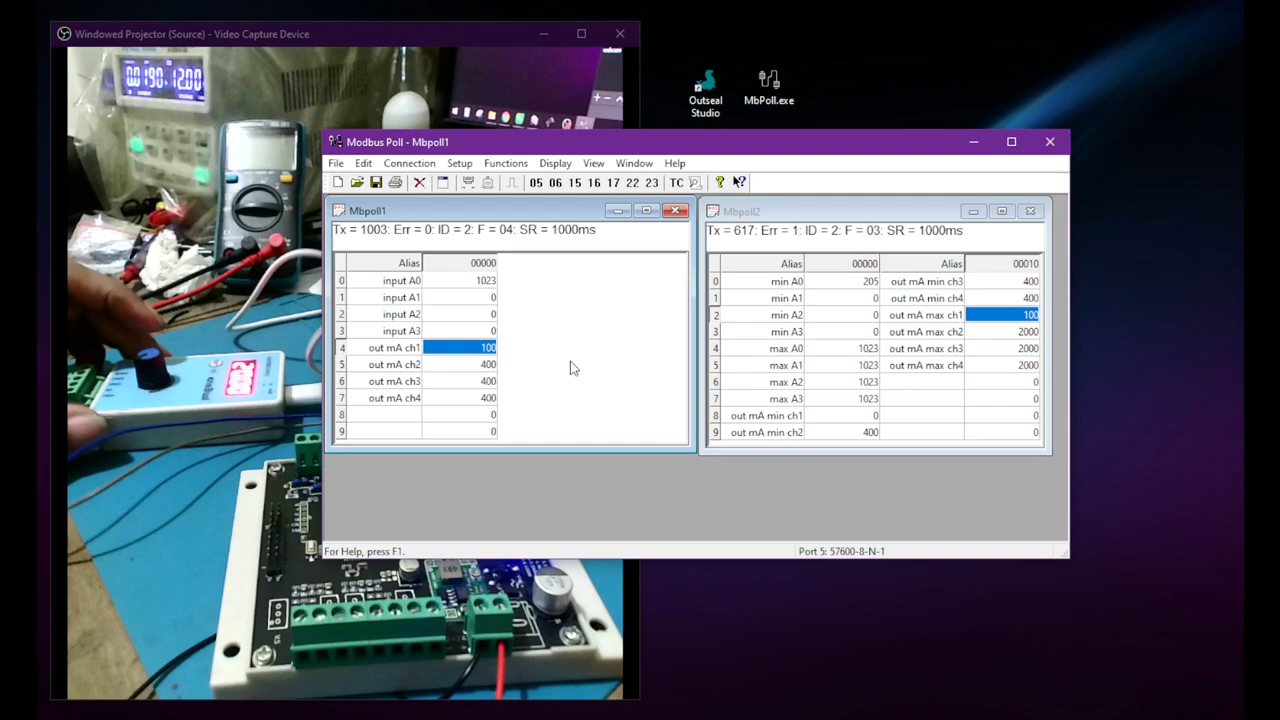 Windowed Projector (Source) - Video Capture Device
0.0190 12.00
Outseal Studio
MbPoll.exe
Modbus Poll - Mbpoll1
File Edit Connection Setup Functions Display View Window Help
05 06 15 16 17 22 23 TC
Mbpoll1
Tx = 1003: Err = 0: ID = 2: F = 04: SR = 1000ms
Alias 00000
0 input A0 1023
1 input A1 0
2 input A2 0
3 input A3 0
4 out mA ch1 100
5 out mA ch2 400
6 out mA ch3 400
7 out mA ch4 400
8 0
9 0
Mbpoll2
Tx = 617: Err = 1: ID = 2: F = 03: SR = 1000ms
Alias 00000 Alias 00010
0 min A0 205 out mA min ch3 400
1 min A1 0 out mA min ch4 400
2 min A2 0 out mA max ch1 100
3 min A3 0 out mA max ch2 2000
4 max A0 1023 out mA max ch3 2000
5 max A1 1023 out mA max ch4 2000
6 max A2 1023 0
7 max A3 1023 0
8 out mA min ch1 0 0
9 out mA min ch2 400 0
For Help, press F1.
Port 5: 57600-8-N-1